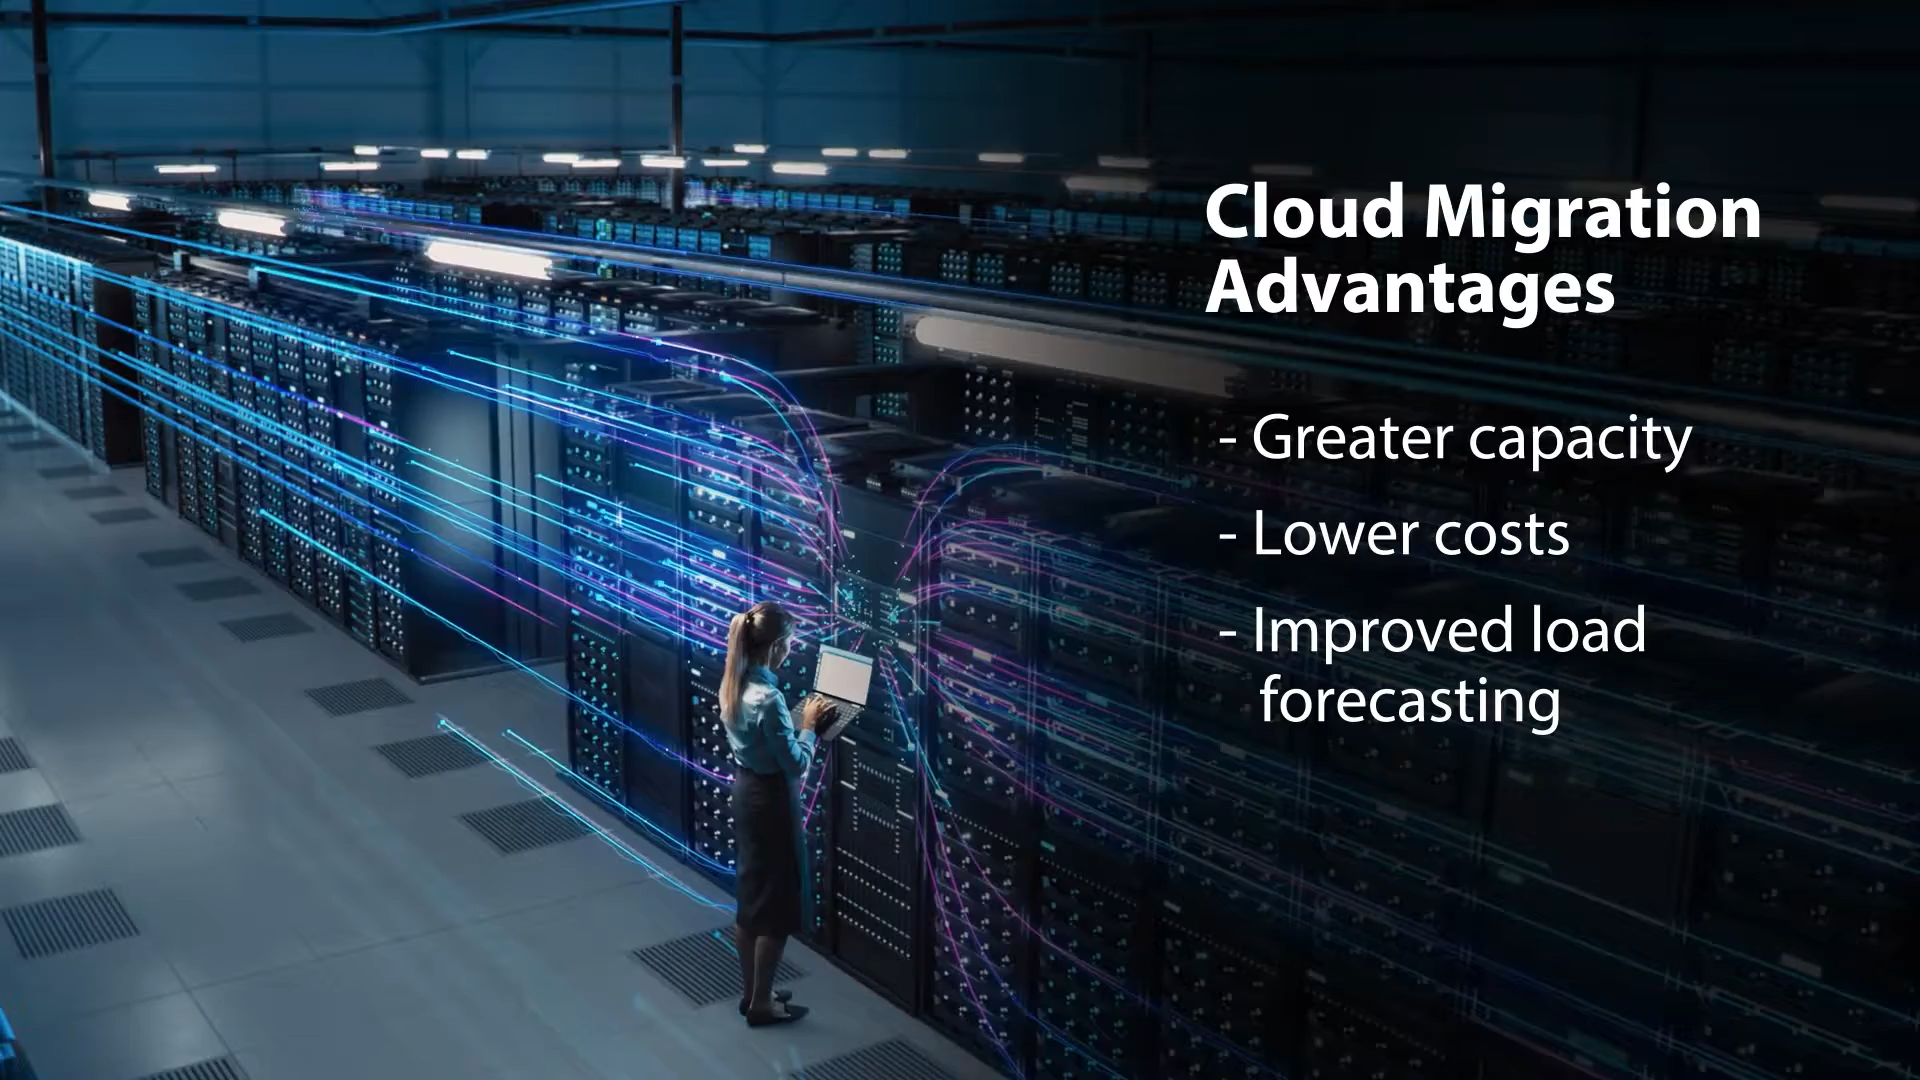 Cloud Migration
Advantages
- Greater capacity
- Lower costs
- Improved load
forecasting